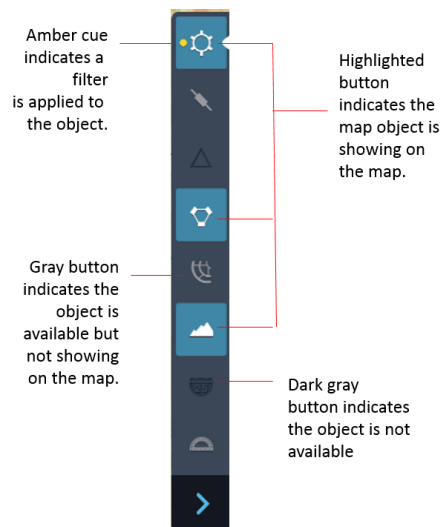 Amber cue
indicates a
filter
is applied to
the object.
Highlighted
button
indicates the
map object is
showing on
the map.
Gray button
indicates the
object is
available but
not showing
on the map.
Dark gray
button indicates
the object is not
available